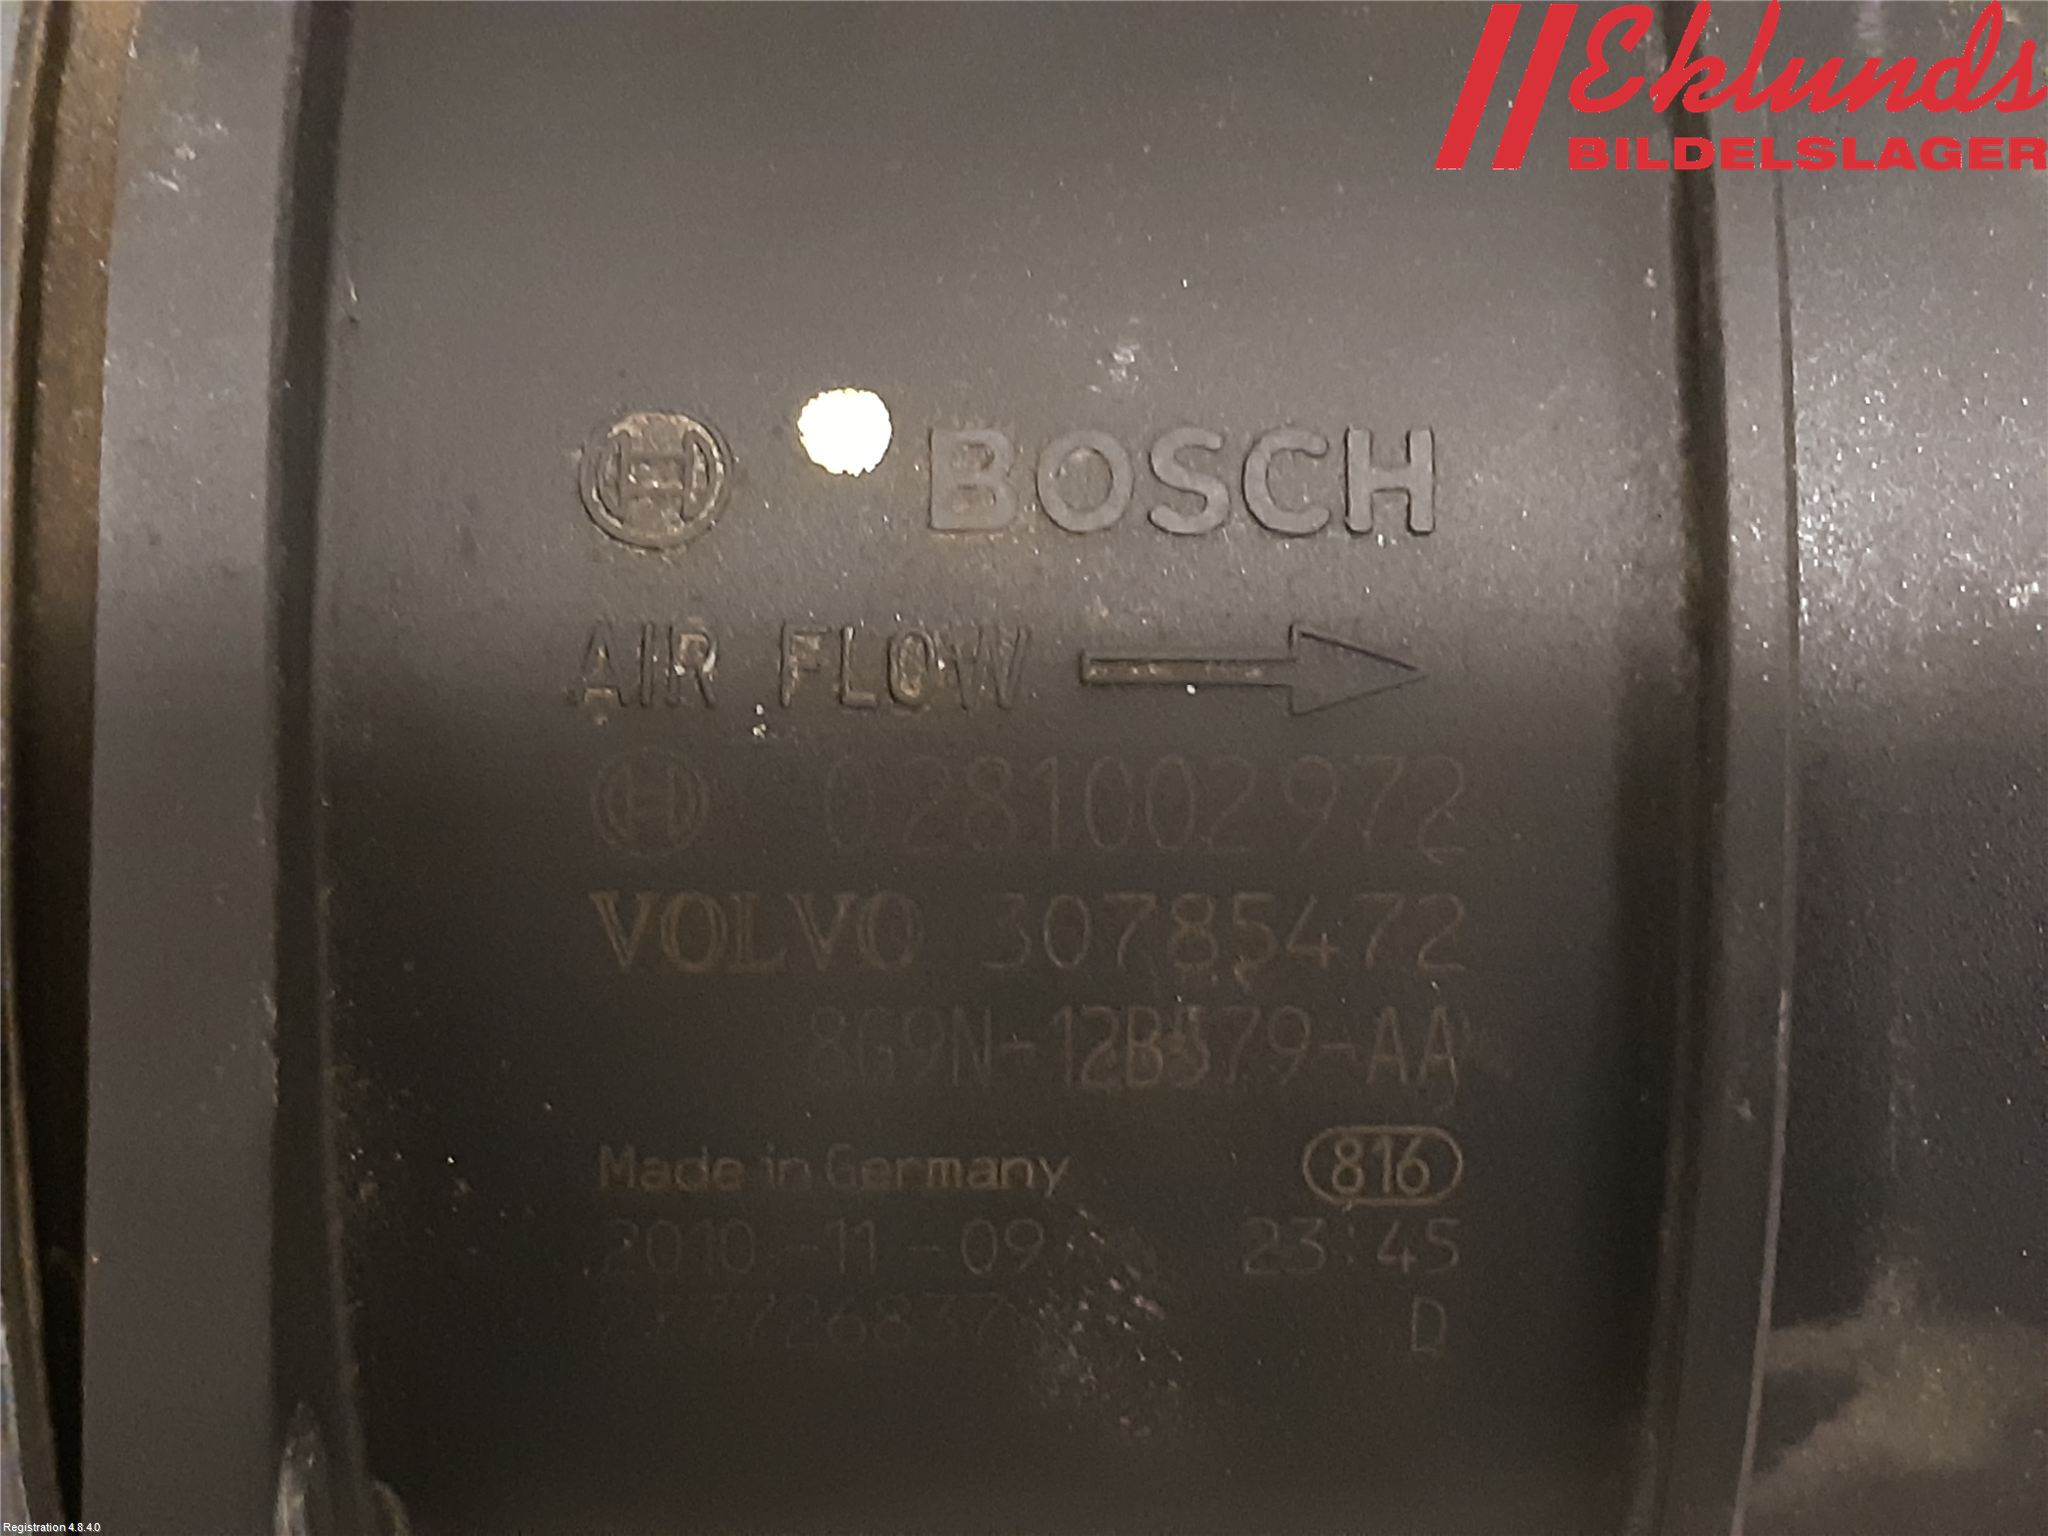 Eklunds
BILDELSLAGER
BOSCH
AIR FLOW
0281002972
VOLVO 30785472
8G9N-12B579-AA
Made in Germany 816
2010-11-09 23:45
D
Registration 4.8.4.0